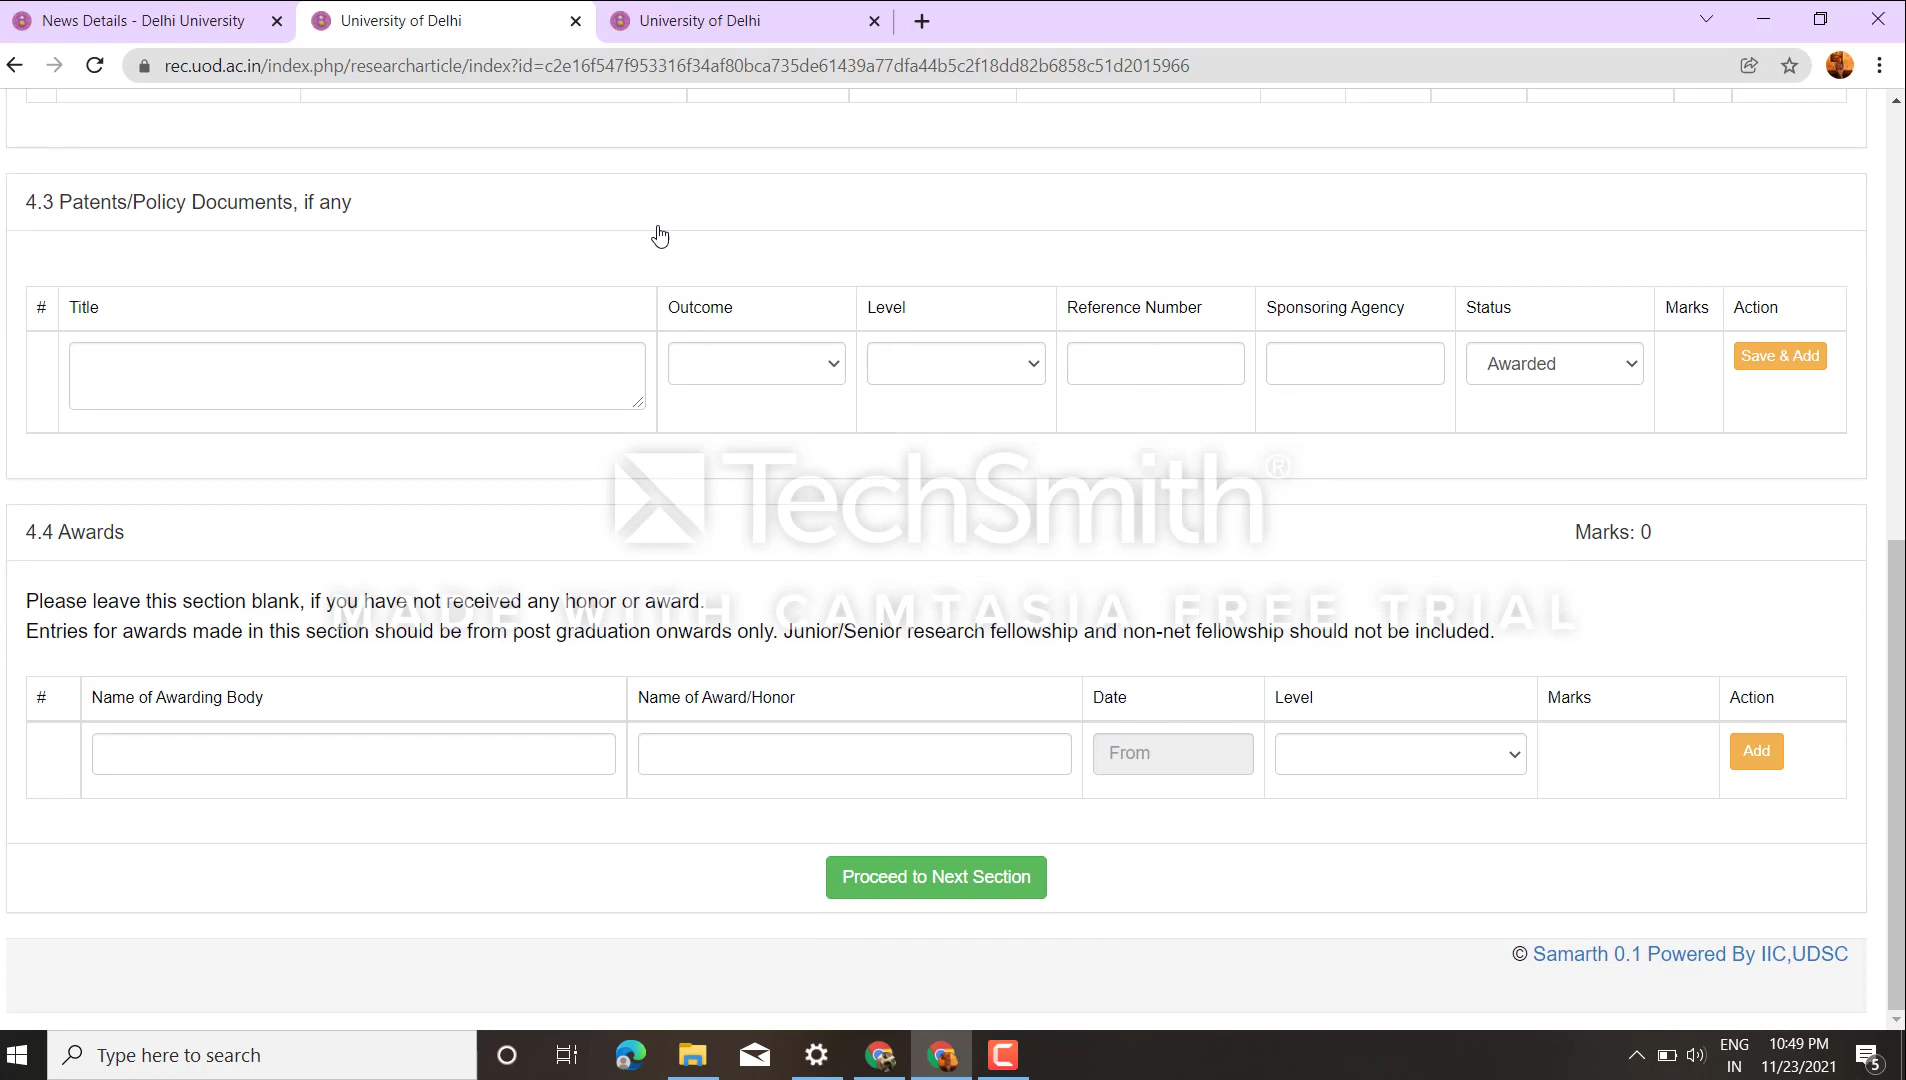 News Details - Delhi University
University of Delhi
University of Delhi
rec.uod.ac.in/index.php/researcharticle/index?id=c2e16f547f953316f34af80bca735de61439a77dfa44b5c2f18dd82b6858c51d2015966
4.3 Patents/Policy Documents, if any
# Title Outcome Level Reference Number Sponsoring Agency Status Marks Action
Awarded Save & Add
TechSmith®
4.4 Awards Marks: 0
MADE WITH CAMTASIA FREE TRIAL
Please leave this section blank, if you have not received any honor or award.
Entries for awards made in this section should be from post graduation onwards only. Junior/Senior research fellowship and non-net fellowship should not be included.
# Name of Awarding Body Name of Award/Honor Date Level Marks Action
From Add
Proceed to Next Section
© Samarth 0.1 Powered By IIC,UDSC
Type here to search
ENG
IN
10:49 PM
11/23/2021
5